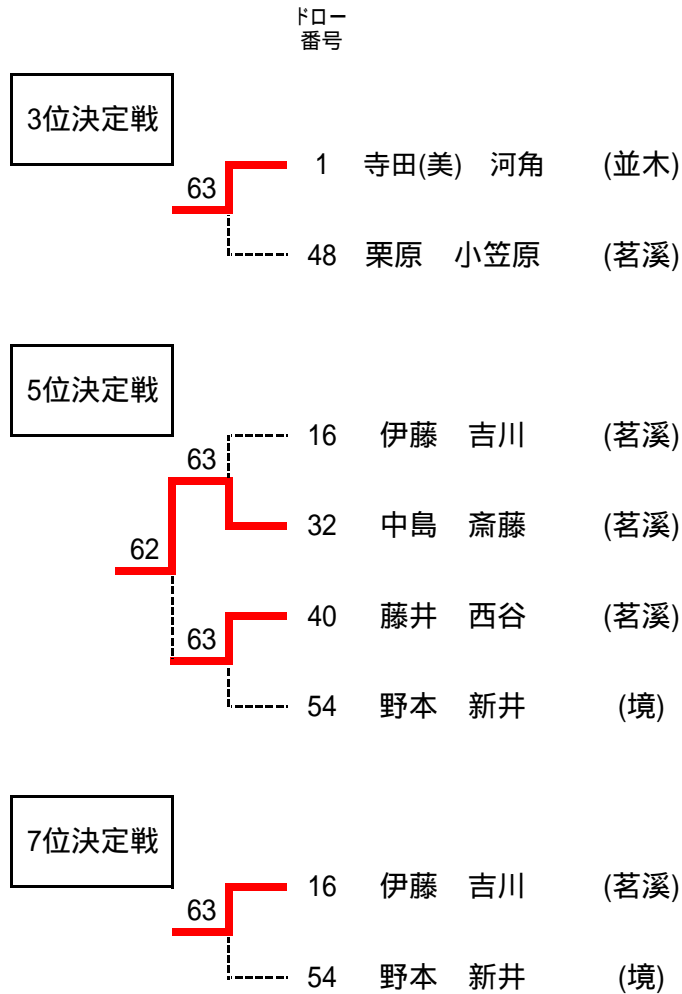 ドロー
番号
3位決定戦
1 寺田(美) 河角 (並木)
63
48 栗原 小笠原 (茗溪)
5位決定戦
16 伊藤 吉川 (茗溪)
63
32 中島 斎藤 (茗溪)
62
40 藤井 西谷 (茗溪)
63
54 野本 新井 (境)
7位決定戦
16 伊藤 吉川 (茗溪)
63
54 野本 新井 (境)